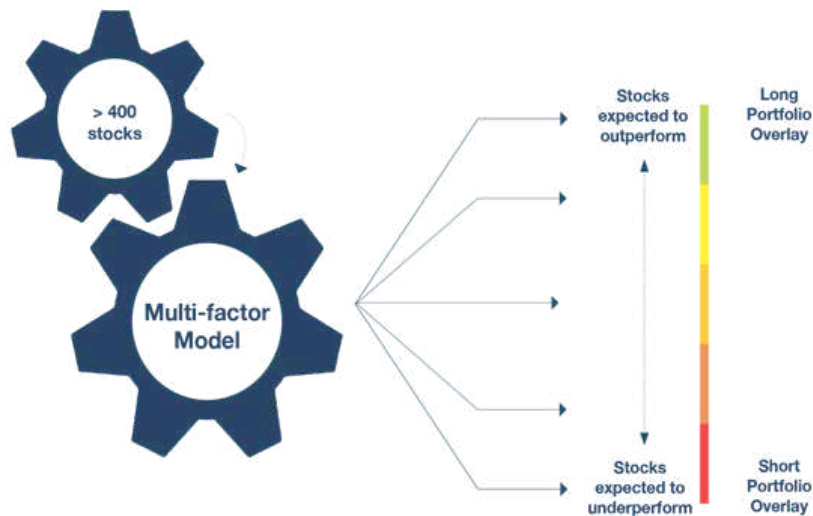 > 400
stocks
Multi-factor
Model
Stocks
expected to
outperform
Long
Portfolio
Overlay
Stocks
expected to
underperform
Short
Portfolio
Overlay